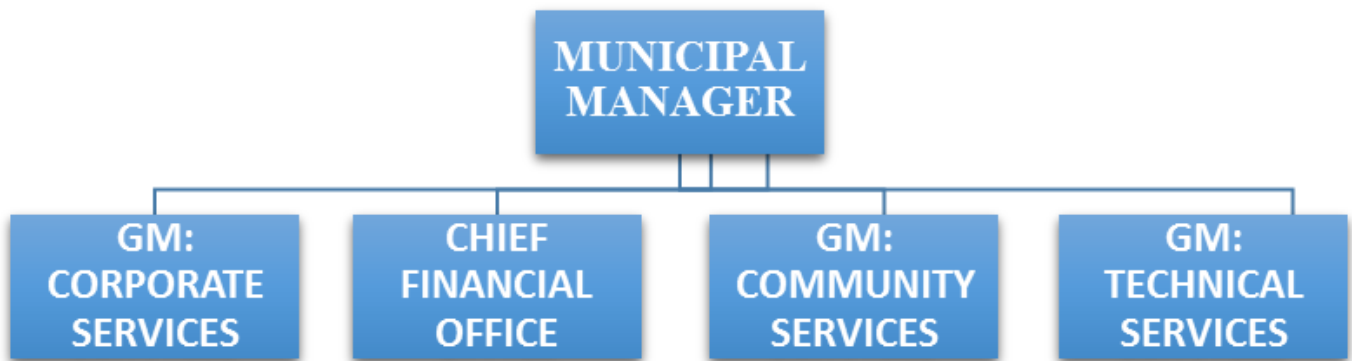 MUNICIPAL
MANAGER
GM:
CORPORATE
SERVICES
CHIEF
FINANCIAL
OFFICE
GM:
COMMUNITY
SERVICES
GM:
TECHNICAL
SERVICES